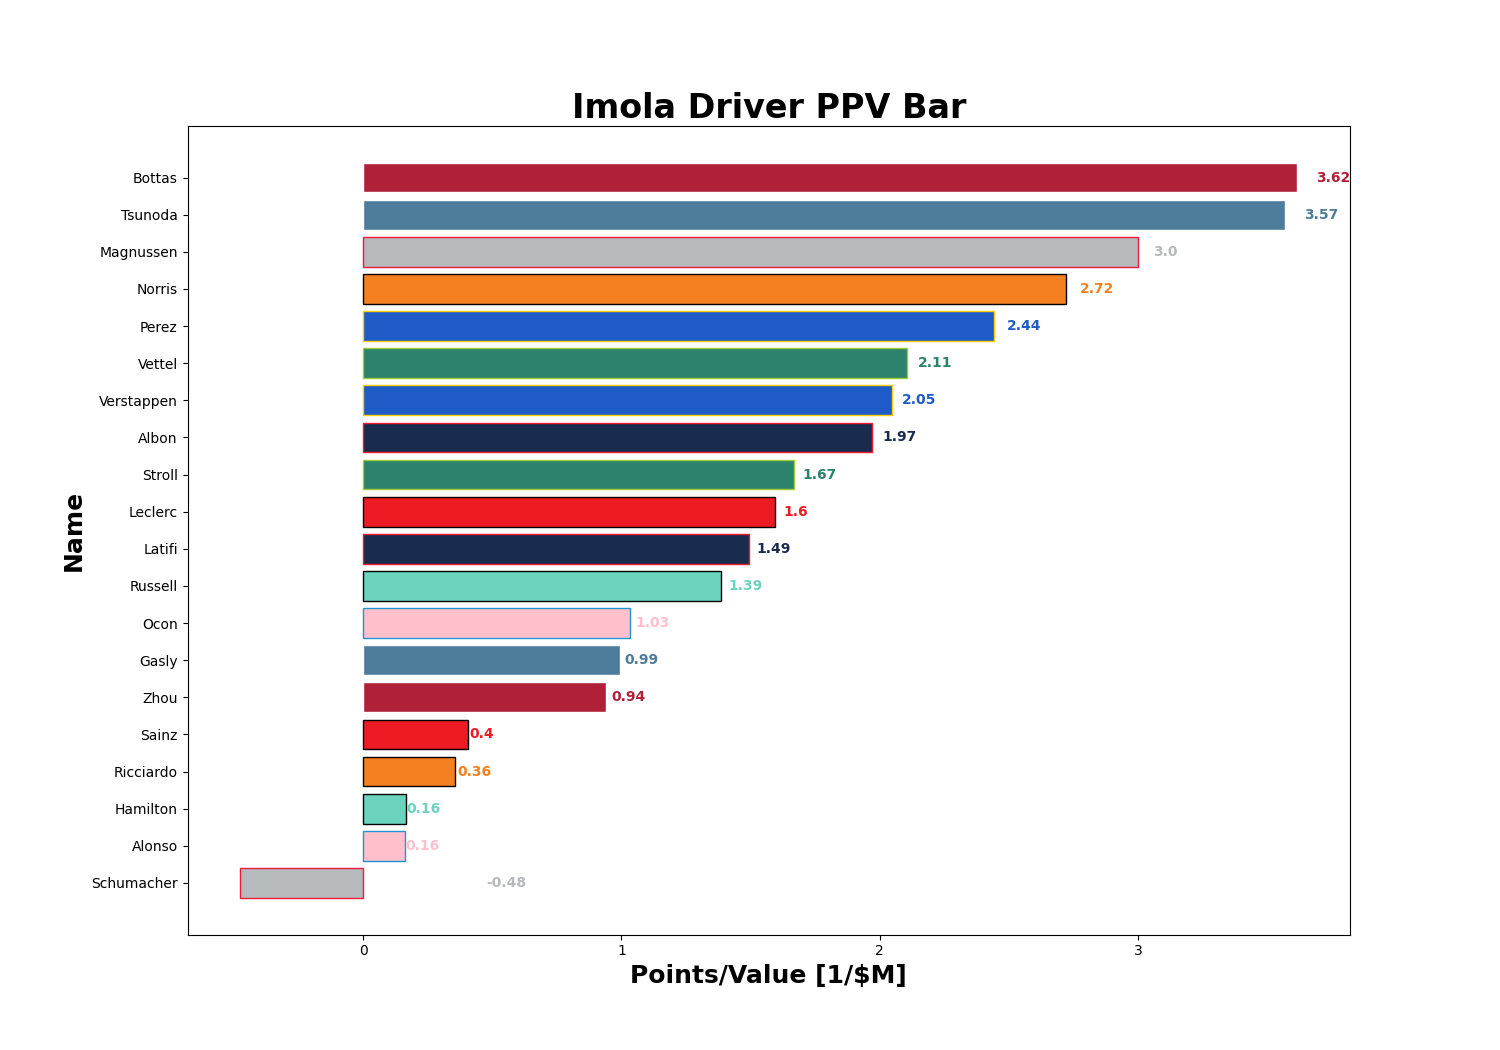 Imola Driver PPV Bar
Bottas 3.62
Tsunoda 3.57
Magnussen 3.0
Norris 2.72
Perez 2.44
Vettel 2.11
Verstappen 2.05
Albon 1.97
Stroll 1.67
Leclerc 1.6
Latifi 1.49
Russell 1.39
Ocon 1.03
Gasly 0.99
Zhou 0.94
Sainz 0.4
Ricciardo 0.36
Hamilton 0.16
Alonso 0.16
Schumacher -0.48
Name
0 1 2 3
Points/Value [1/$M]